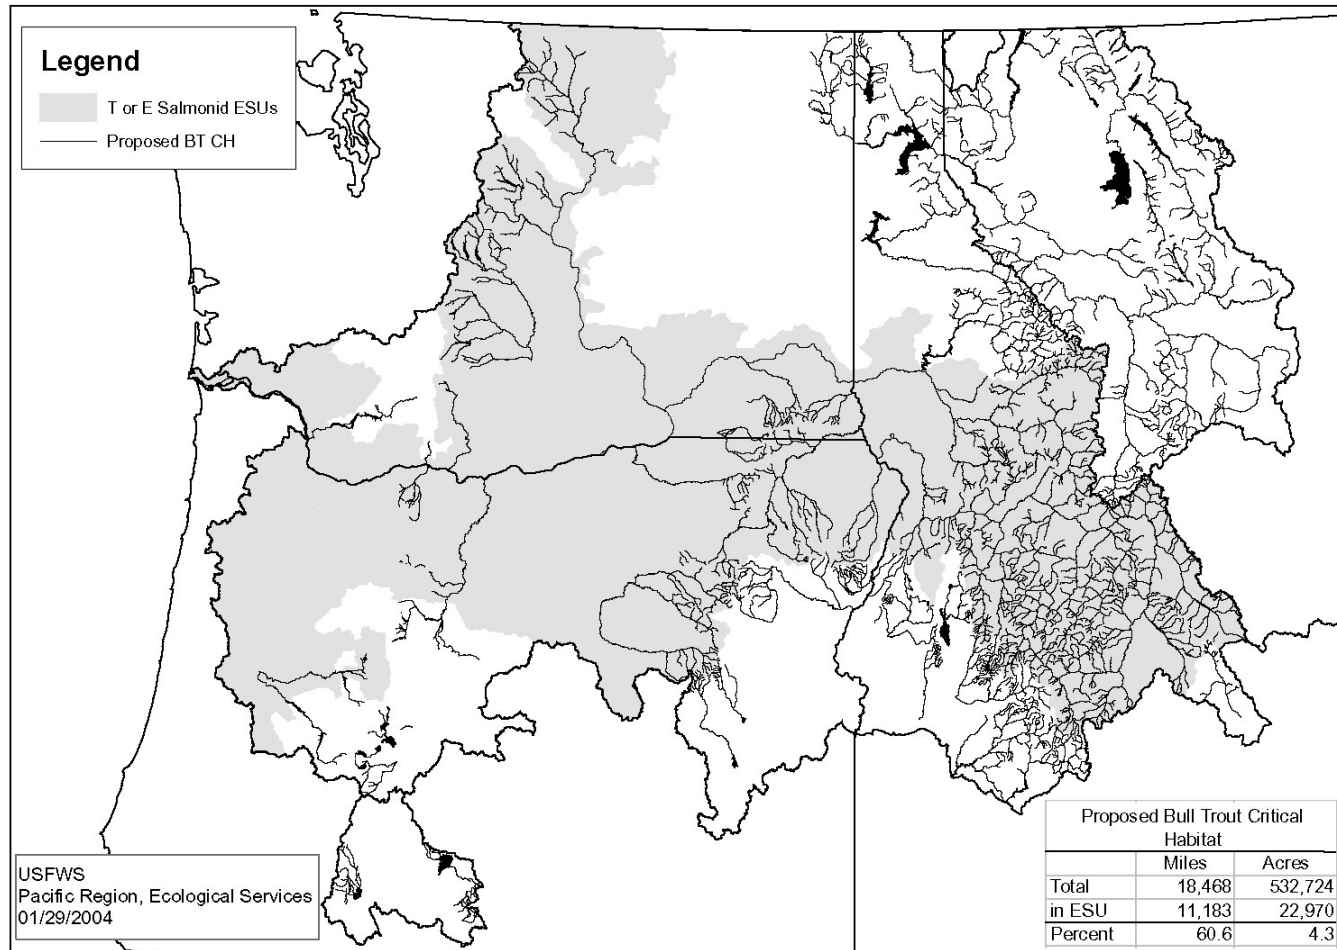 Legend
T or E Salmonid ESUs
Proposed BT CH
USFWS
Pacific Region, Ecological Services
01/29/2004
Proposed Bull Trout Critical
Habitat
Miles Acres
Total 18,468 532,724
in ESU 11,183 22,970
Percent 60.6 4.3